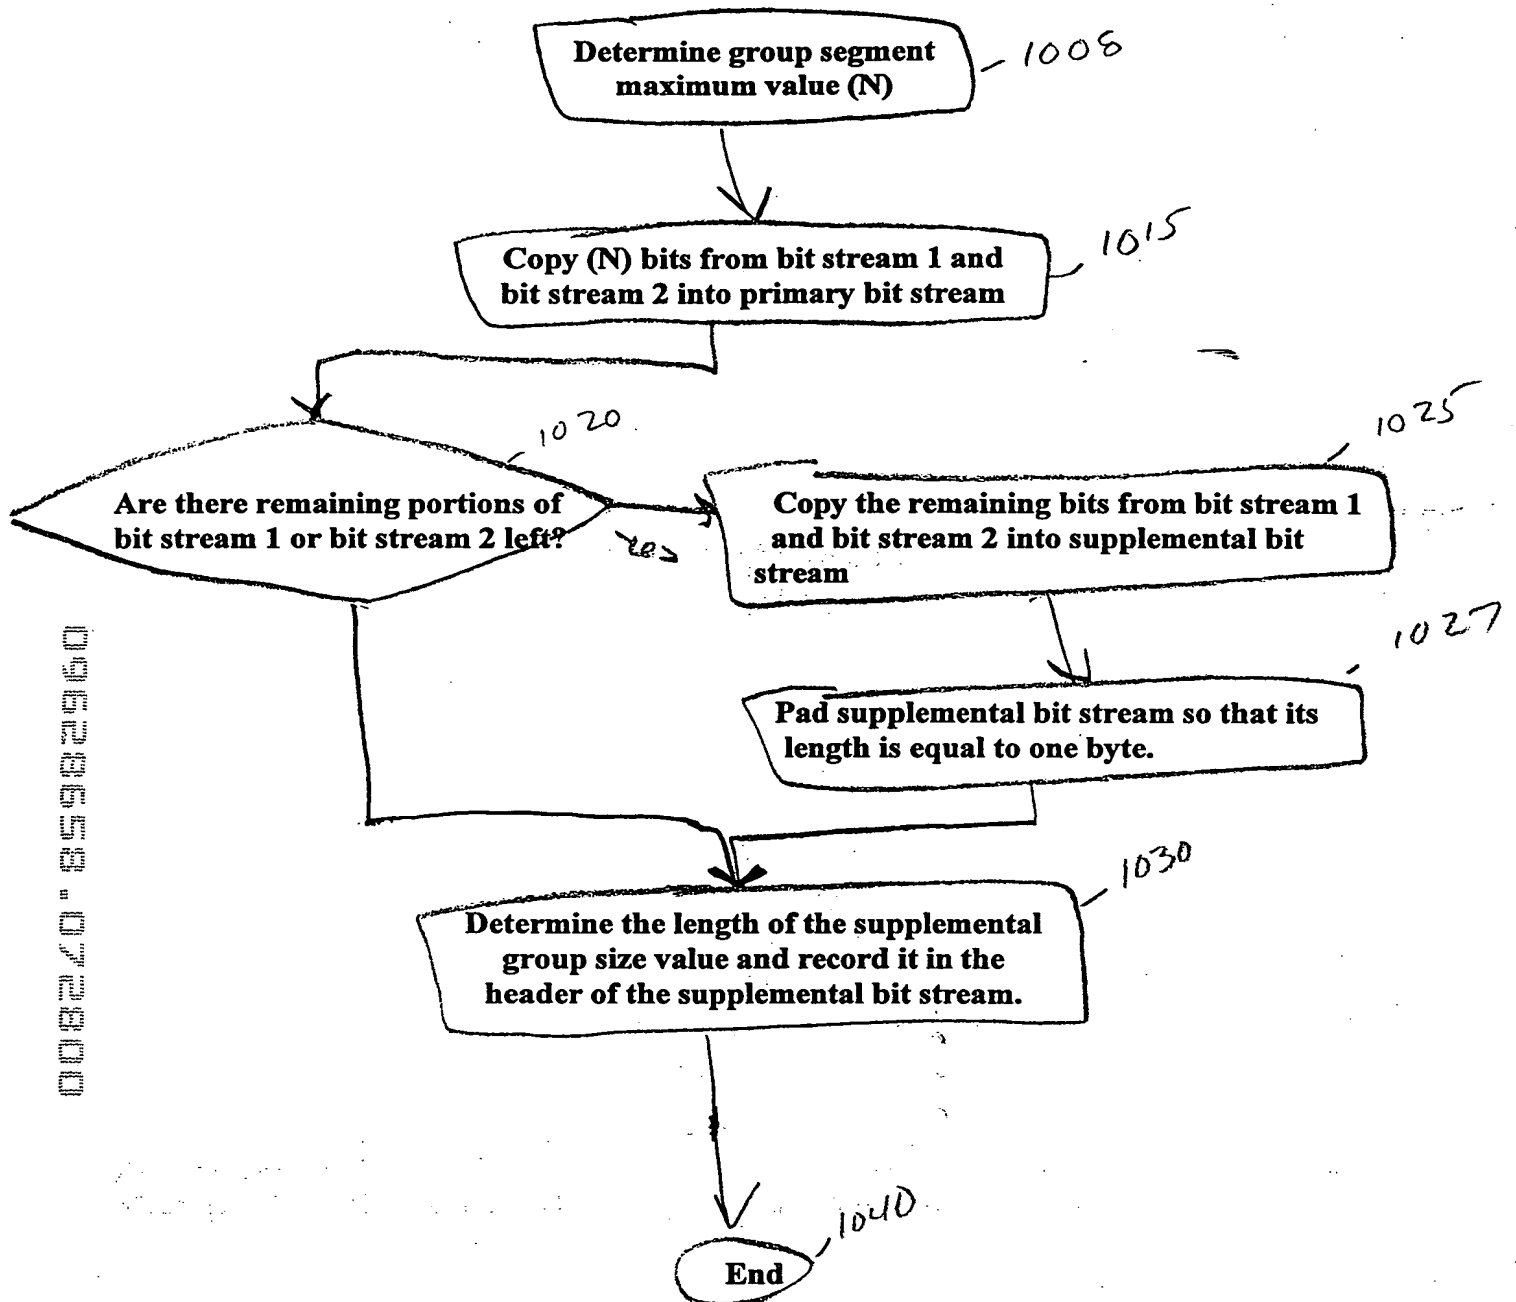 Determine group segment
maximum value (N)
1008
Copy (N) bits from bit stream 1 and
bit stream 2 into primary bit stream
1015
1020
Are there remaining portions of
bit stream 1 or bit stream 2 left?
Yes
1025
Copy the remaining bits from bit stream 1
and bit stream 2 into supplemental bit
stream
1027
Pad supplemental bit stream so that its
length is equal to one byte.
1030
Determine the length of the supplemental
group size value and record it in the
header of the supplemental bit stream.
1040
End
09628658.072800